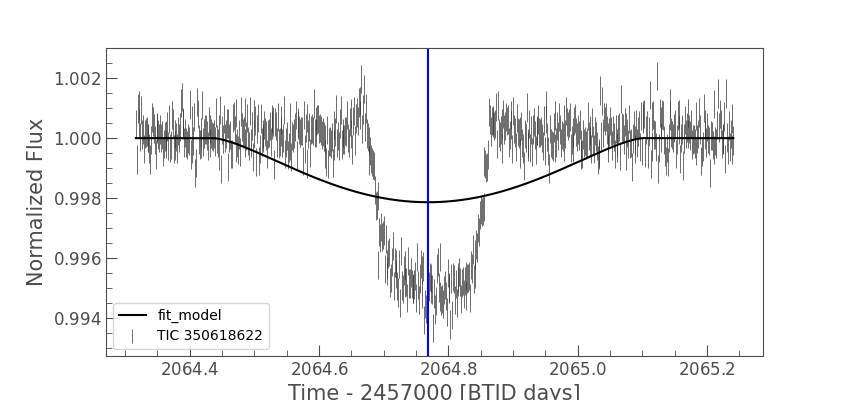 Normalized Flux
1.002
1.000
0.998
0.996
0.994
fit_model
TIC 350618622
2064.4 2064.6 2064.8 2065.0 2065.2
Time - 2457000 [BTJD days]